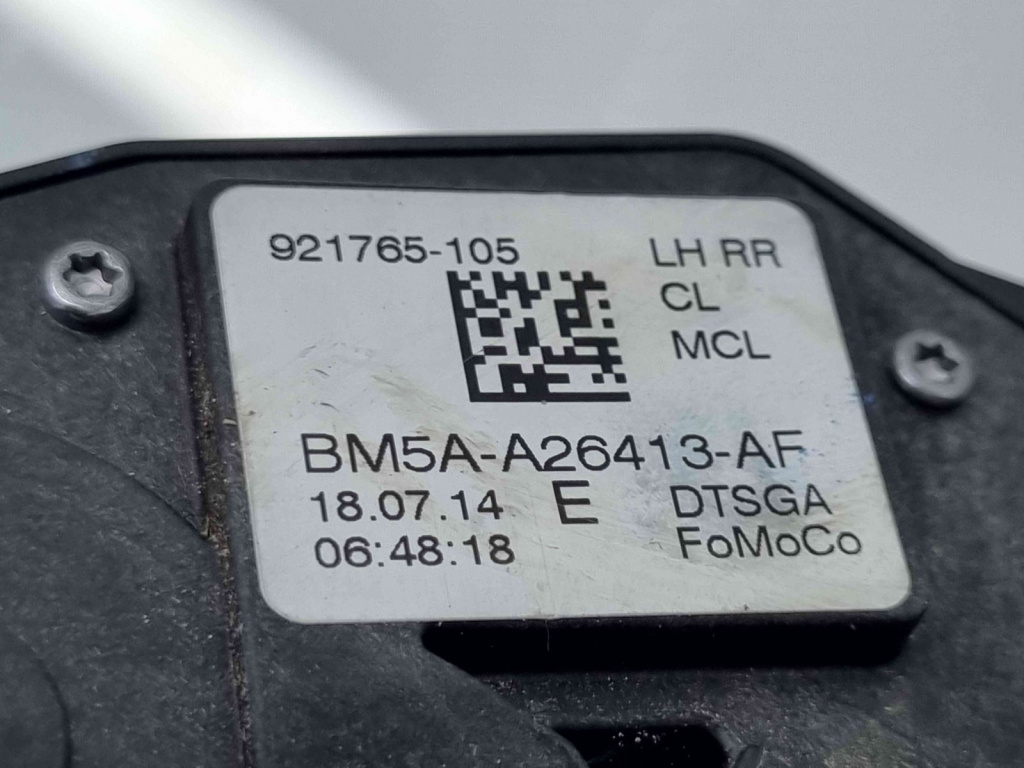 921765-105 LH RR
CL
MCL
BM5A-A26413-AF
18.07.14 E DTSGA
06:48:18 FoMoCo